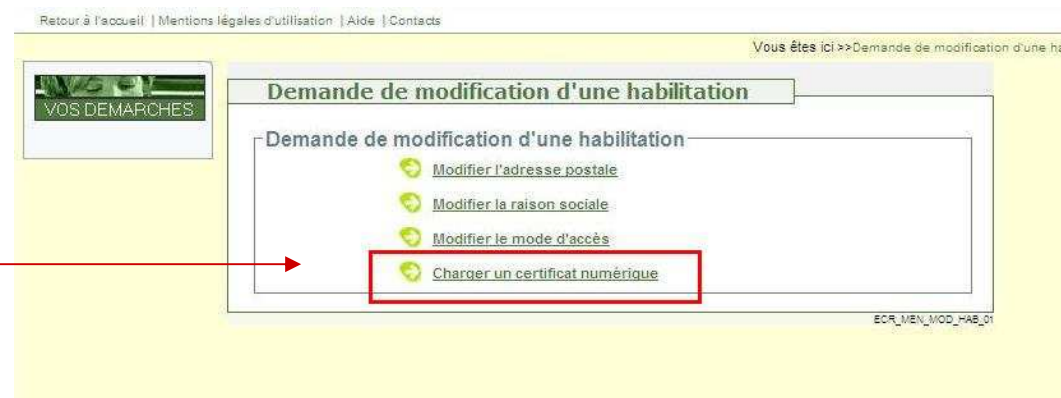 Retour à l'accueil | Mentions légales d'utilisation | Aide | Contacts
Vous êtes ici >>Demande de modification d'une ha
VOS DEMARCHES
Demande de modification d'une habilitation
Demande de modification d'une habilitation
Modifier l'adresse postale
Modifier la raison sociale
Modifier le mode d'accès
Charger un certificat numérique
ECR_MEN_MOD_HAB_01